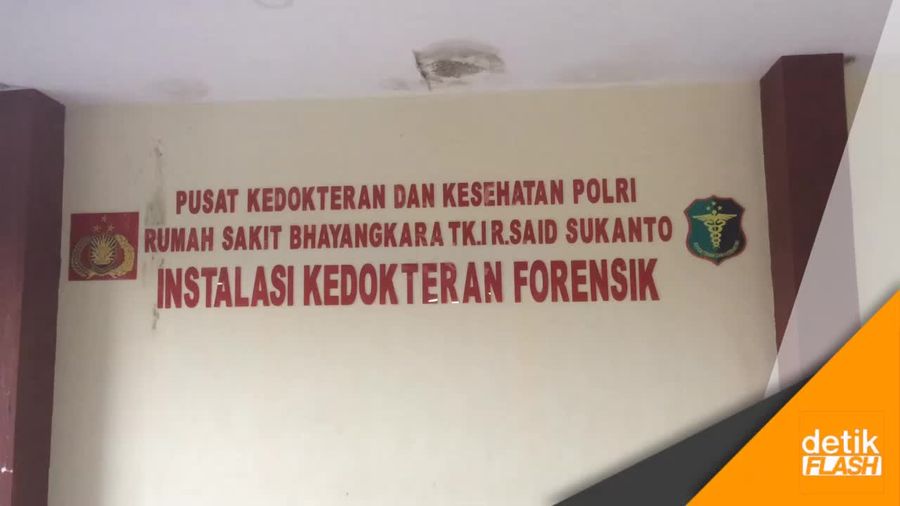 PUSAT KEDOKTERAN DAN KESEHATAN POLRI
RUMAH SAKIT BHAYANGKARA TK.I R.SAID SUKANTO
INSTALASI KEDOKTERAN FORENSIK
detik
FLASH